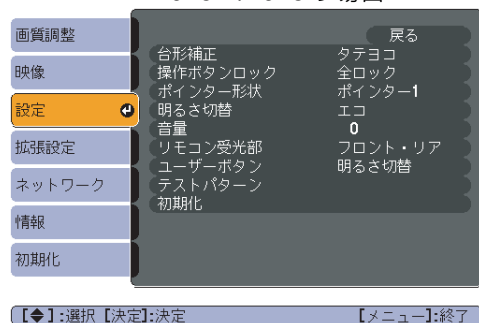 画質調整
映像
設定
拡張設定
ネットワーク
情報
初期化
戻る
台形補正 タテヨコ
操作ボタンロック 全ロック
ポインター形状 ポインター1
明るさ切替 エコ
音量 0
リモコン受光部 フロント・リア
ユーザーボタン 明るさ切替
テストパターン
初期化
【◆】:選択 【決定】:決定 【メニュー】:終了